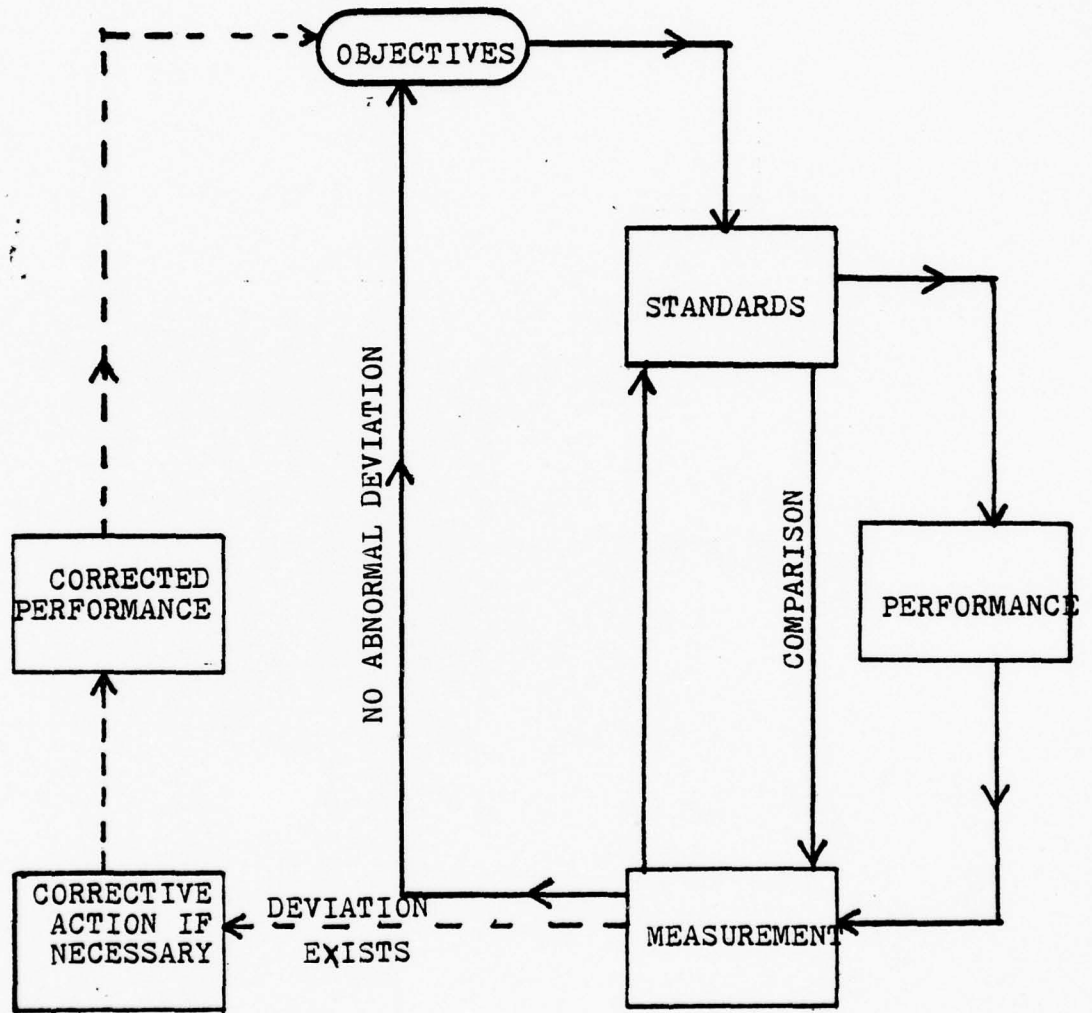 OBJECTIVES
STANDARDS
NO ABNORMAL DEVIATION
COMPARISON
CORRECTED
PERFORMANCE
PERFORMANCE
CORRECTIVE
ACTION IF
NECESSARY
DEVIATION
EXISTS
MEASUREMENT